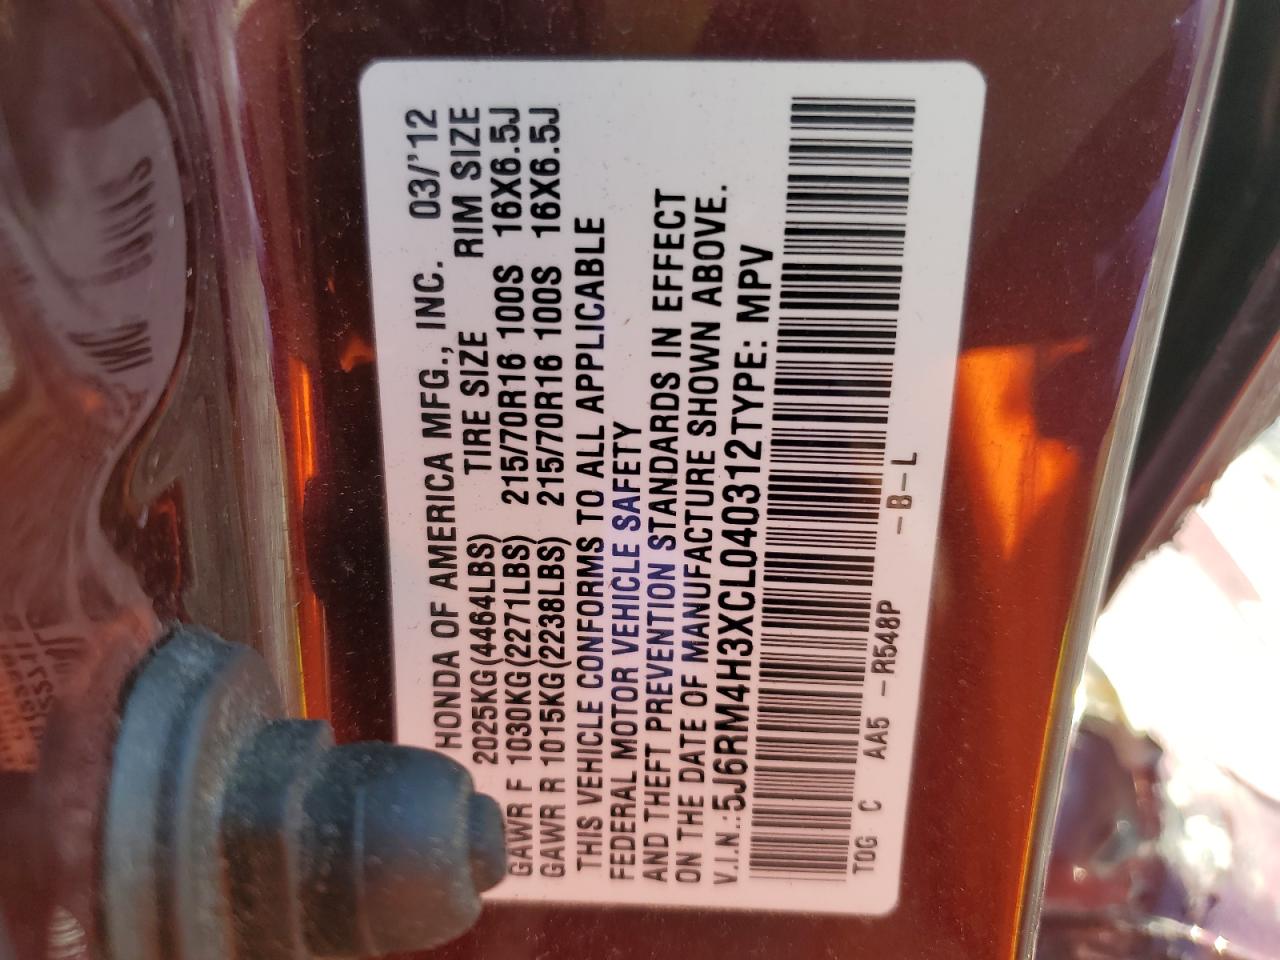 HONDA OF AMERICA MFG., INC. 03/'12
2025KG(4464LBS) TIRE SIZE RIM SIZE
GAWR F 1030KG(2271LBS) 215/70R16 100S 16X6.5J
GAWR R 1015KG(2238LBS) 215/70R16 100S 16X6.5J
THIS VEHICLE CONFORMS TO ALL APPLICABLE
FEDERAL MOTOR VEHICLE SAFETY
AND THEFT PREVENTION STANDARDS IN EFFECT
ON THE DATE OF MANUFACTURE SHOWN ABOVE.
V.I.N.:5J6RM4H3XCL040312TYPE: MPV
TOG C AA5 -R548P -B-L